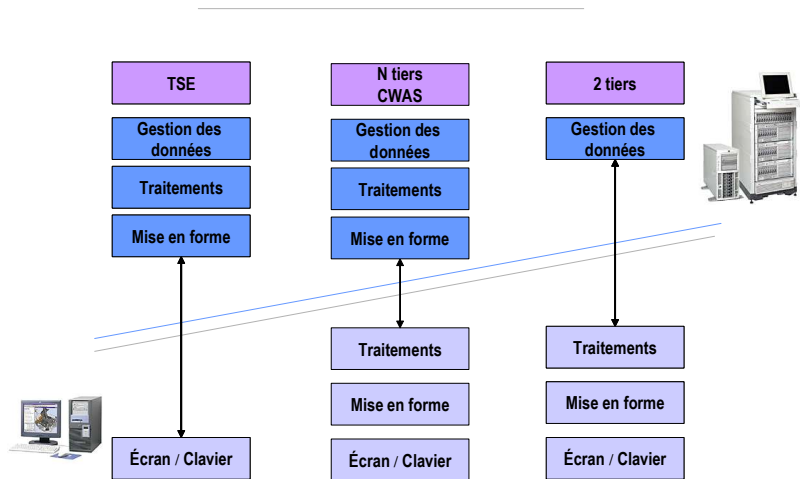 TSE
N tiers
CWAS
2 tiers
Gestion des
données
Gestion des
données
Gestion des
données
Traitements
Traitements
Mise en forme
Mise en forme
Traitements
Traitements
Mise en forme
Mise en forme
Écran / Clavier
Écran / Clavier
Écran / Clavier